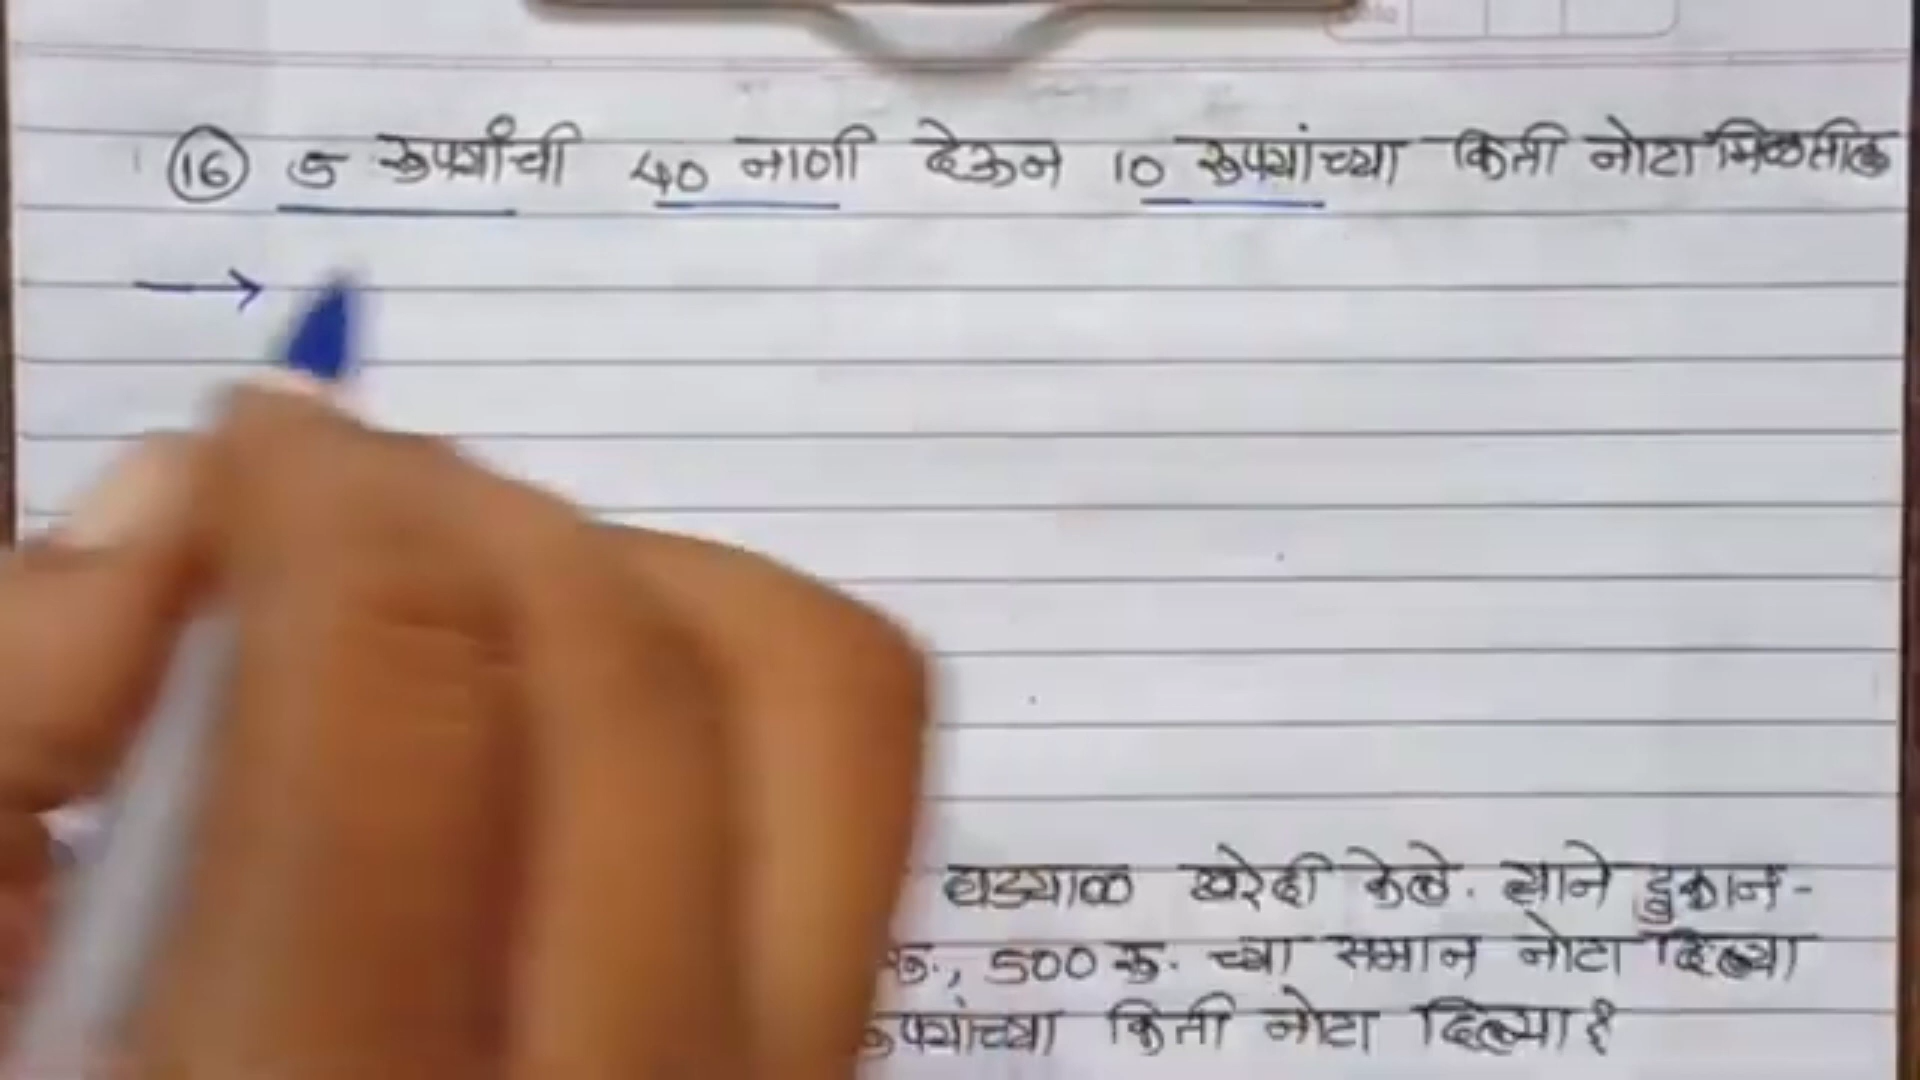 16 5 रुपयांची 40 नाणी देऊन 10 रुपयांच्या किती नोटा मिळतील
→
घड्याळ खरेदी केले. त्याने दुकान-
रु., 500 रु. च्या समान नोटा दिल्या
रुपयांच्या किती नोटा दिल्या?